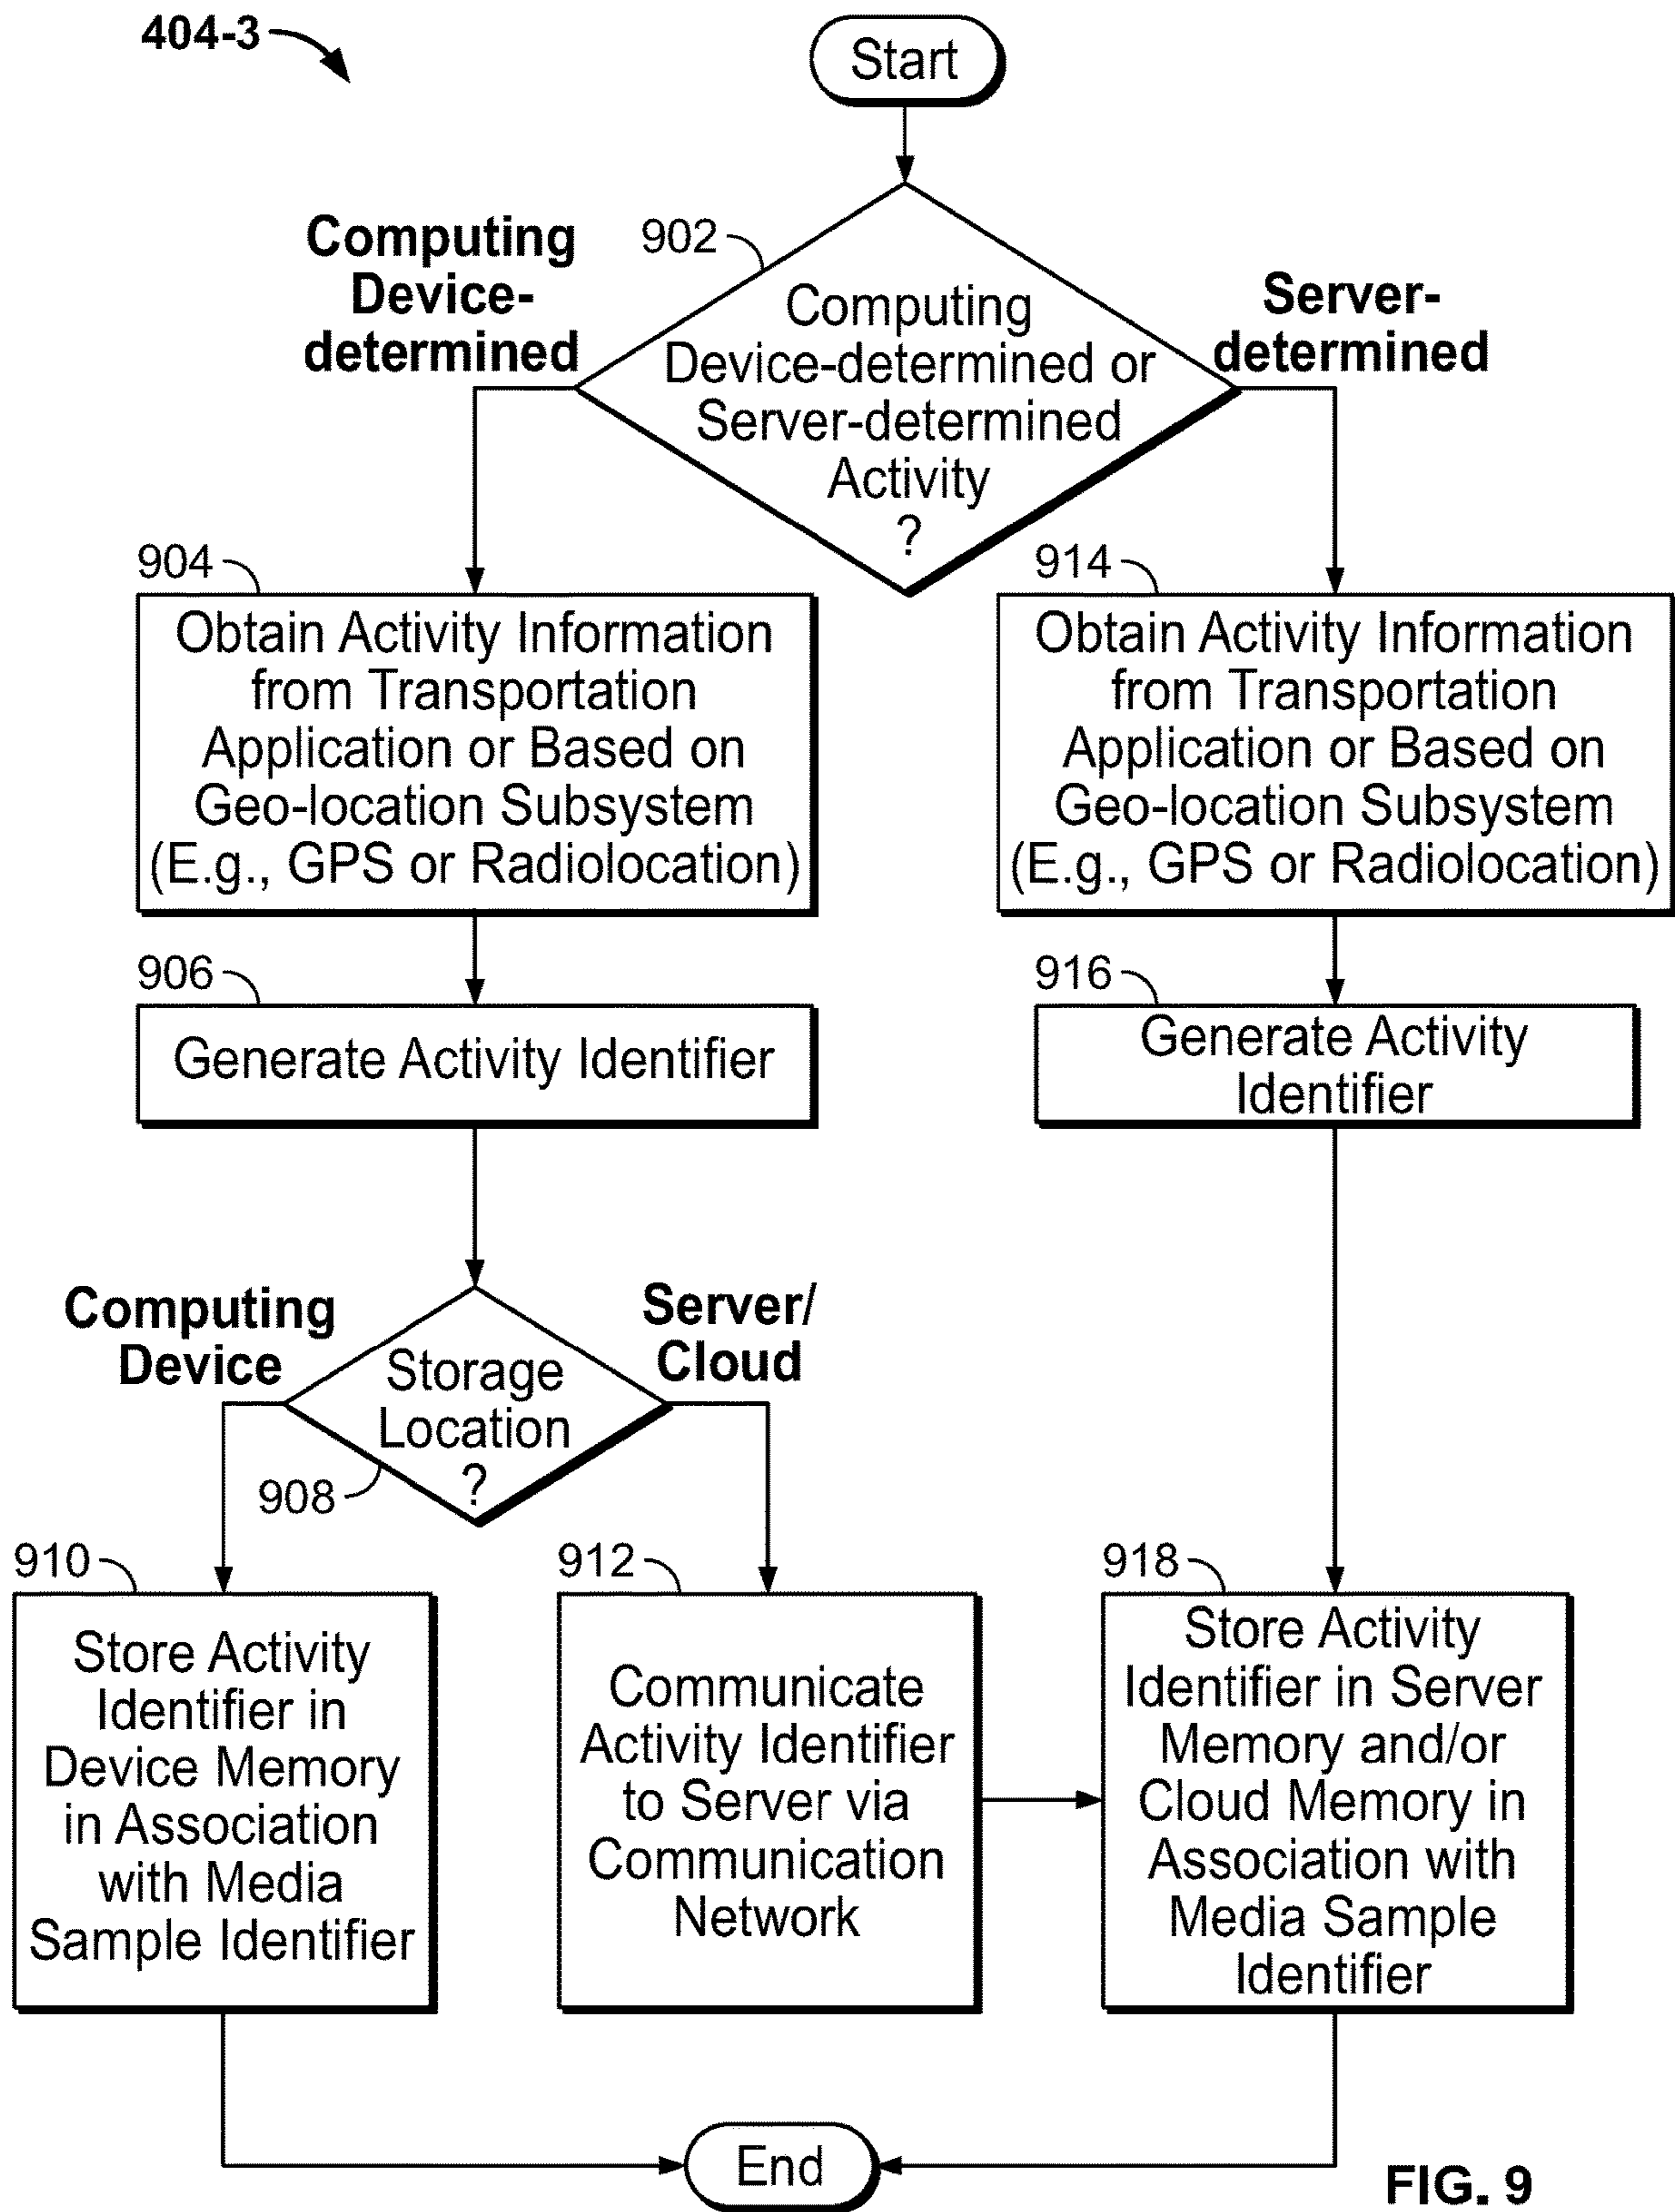 404-3
Start
902
Computing
Device-
determined
Computing
Device-determined or
Server-determined
Activity
?
Server-
determined
904
Obtain Activity Information
from Transportation
Application or Based on
Geo-location Subsystem
(E.g., GPS or Radiolocation)
914
Obtain Activity Information
from Transportation
Application or Based on
Geo-location Subsystem
(E.g., GPS or Radiolocation)
906
Generate Activity Identifier
916
Generate Activity
Identifier
Computing
Device
Storage
Location
?
908
Server/
Cloud
910
Store Activity
Identifier in
Device Memory
in Association
with Media
Sample Identifier
912
Communicate
Activity Identifier
to Server via
Communication
Network
918
Store Activity
Identifier in Server
Memory and/or
Cloud Memory in
Association with
Media Sample
Identifier
End
FIG. 9